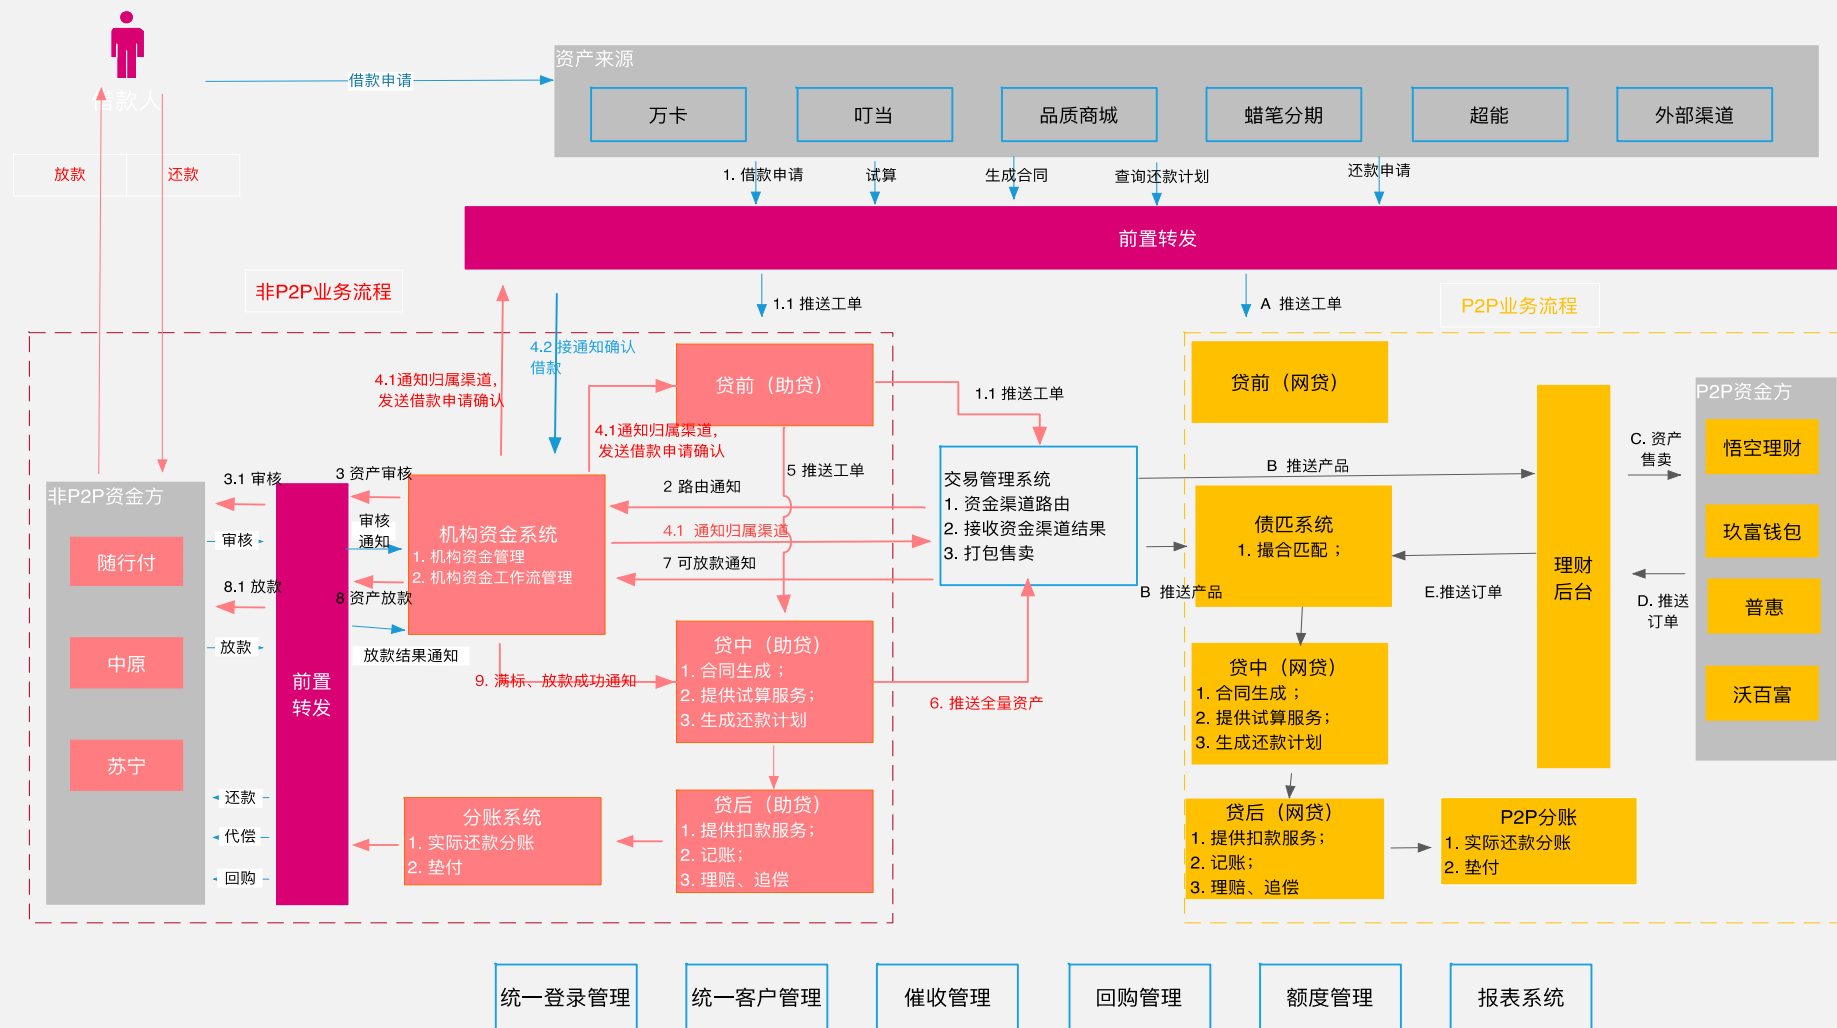 借款人
借款申请
资产来源
万卡
叮当
品质商城
蜡笔分期
超能
外部渠道
放款
还款
1. 借款申请
试算
生成合同
查询还款计划
还款申请
前置转发
非P2P业务流程
1.1 推送工单
A 推送工单
P2P业务流程
4.2 接通知确认
借款
4.1通知归属渠道，
发送借款申请确认
贷前（助贷）
1.1 推送工单
4.1通知归属渠道，
发送借款申请确认
5 推送工单
贷前（网贷）
P2P资金方
悟空理财
玖富钱包
普惠
沃百富
C. 资产
售卖
D. 推送
订单
理财
后台
B 推送产品
交易管理系统
1. 资金渠道路由
2. 接收资金渠道结果
3. 打包售卖
2 路由通知
4.1 通知归属渠道
7 可放款通知
债匹系统
1. 撮合匹配；
B 推送产品
E.推送订单
3.1 审核
3 资产审核
非P2P资金方
审核
审核
通知
随行付
8.1 放款
8 资产放款
放款
放款结果通知
中原
苏宁
前置
转发
机构资金系统
1. 机构资金管理
2. 机构资金工作流管理
9. 满标、放款成功通知
贷中（助贷）
1. 合同生成；
2. 提供试算服务；
3. 生成还款计划
6. 推送全量资产
贷中（网贷）
1. 合同生成；
2. 提供试算服务；
3. 生成还款计划
还款
代偿
回购
分账系统
1. 实际还款分账
2. 垫付
贷后（助贷）
1. 提供扣款服务；
2. 记账；
3. 理赔、追偿
贷后（网贷）
1. 提供扣款服务；
2. 记账；
3. 理赔、追偿
P2P分账
1. 实际还款分账
2. 垫付
统一登录管理
统一客户管理
催收管理
回购管理
额度管理
报表系统